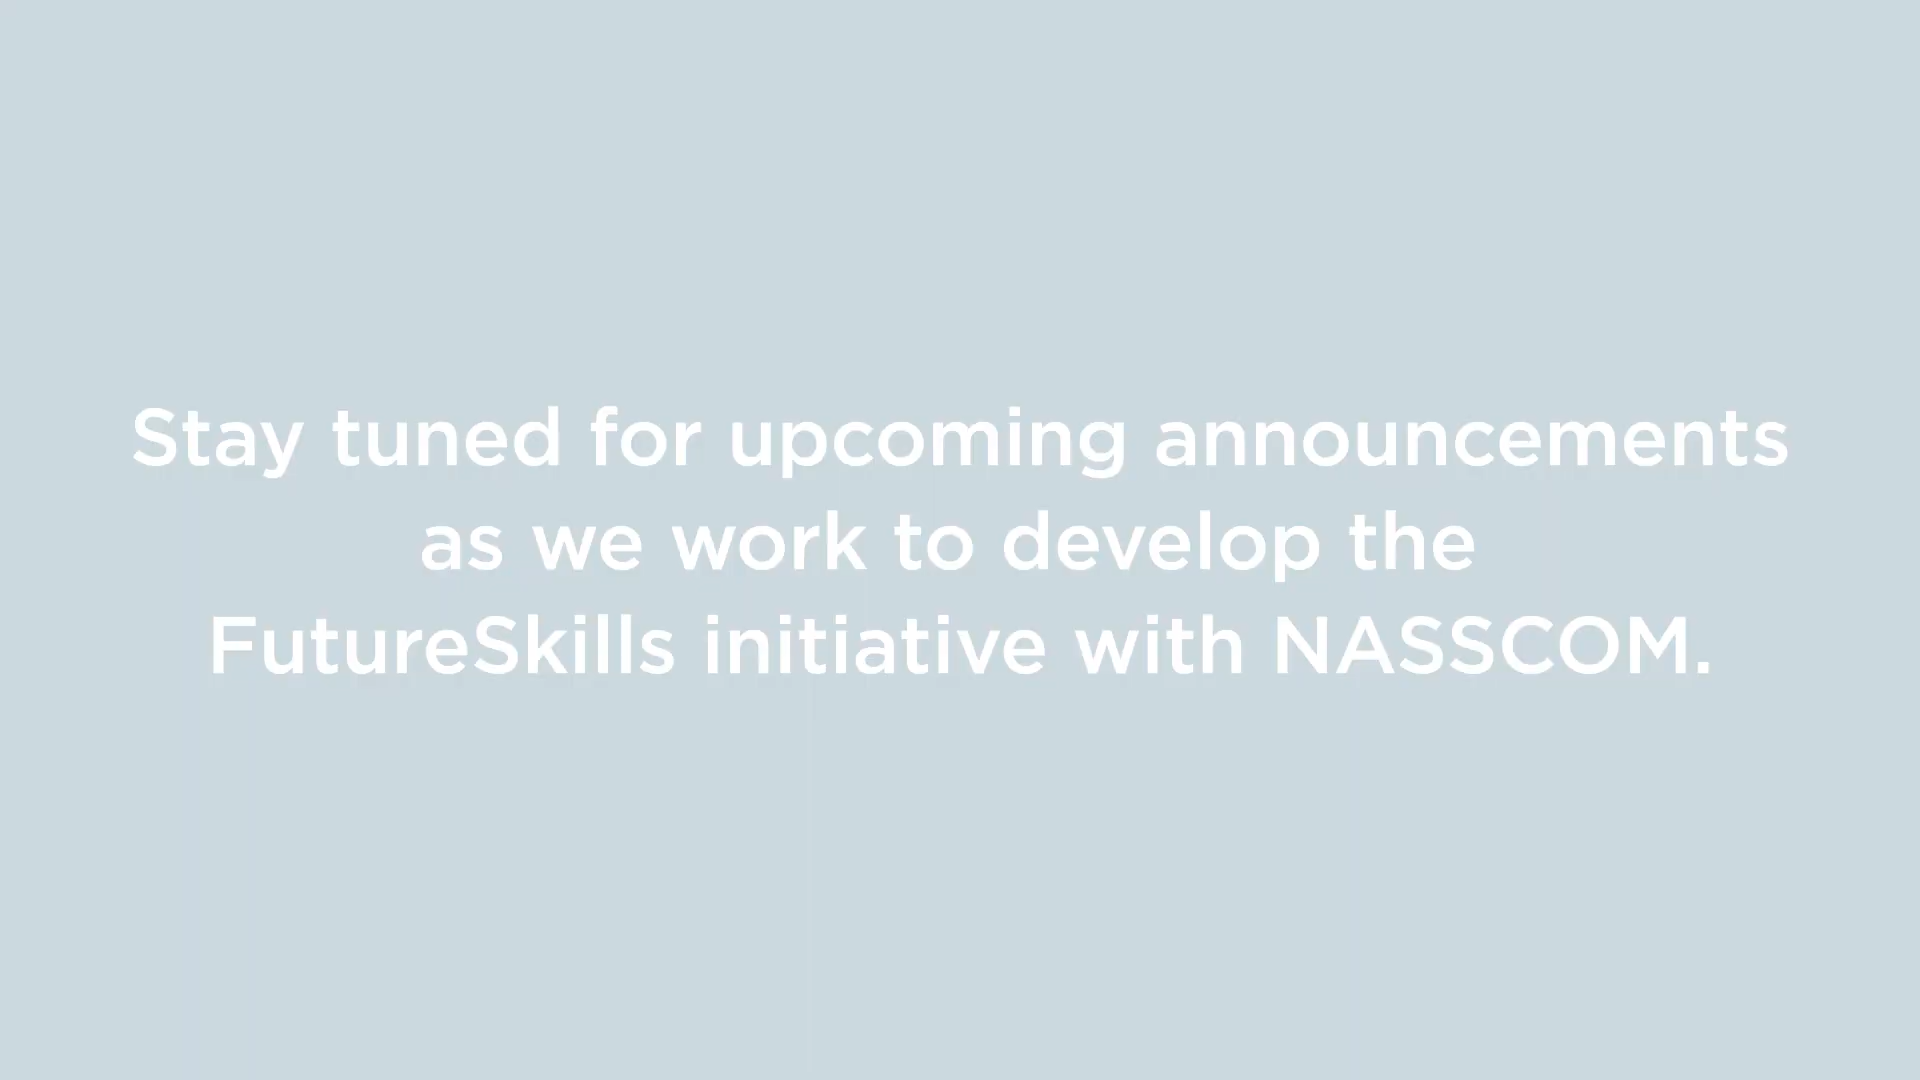 Stay tuned for upcoming announcements
as we work to develop the
FutureSkills initiative with NASSCOM.